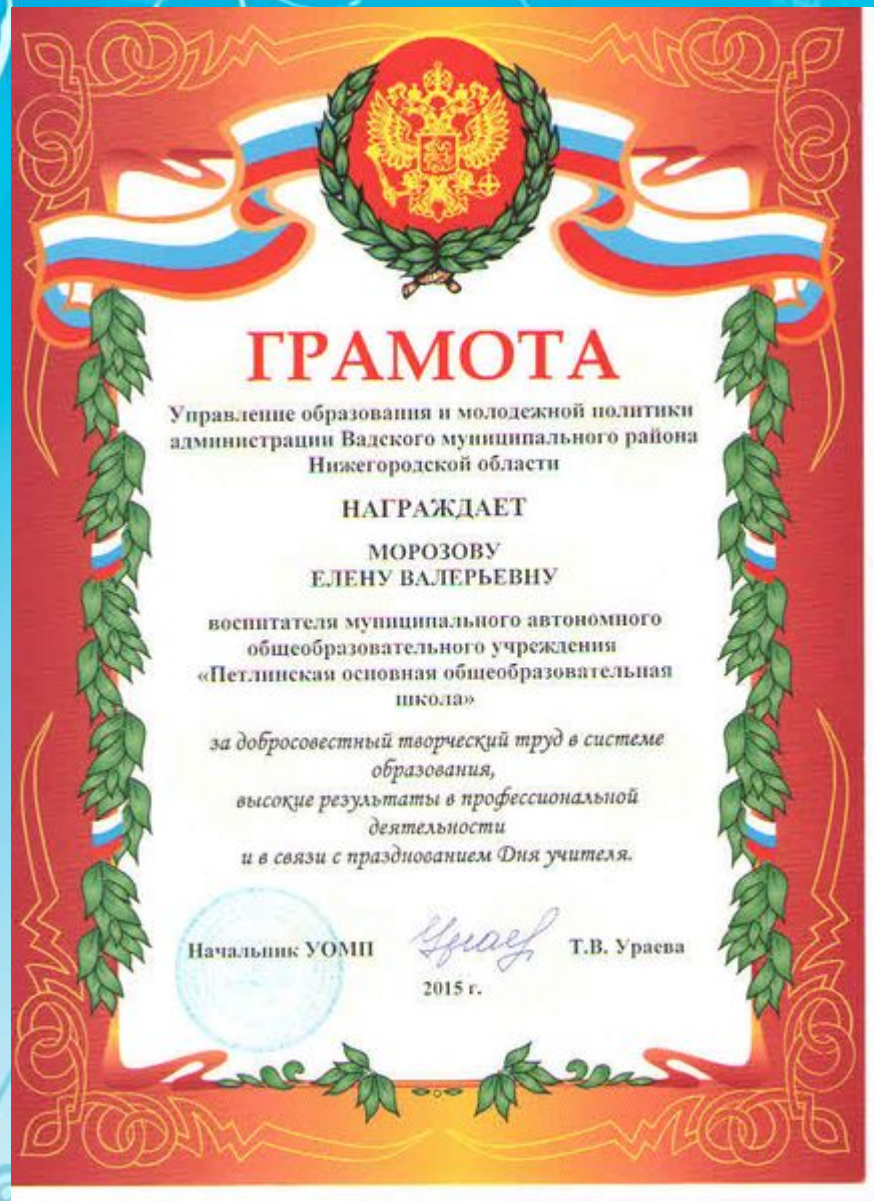 ГРАМОТА
Управление образования и молодежной политики
администрации Вадского муниципального района
Нижегородской области
НАГРАЖДАЕТ
МОРОЗОВУ
ЕЛЕНУ ВАЛЕРЬЕВНУ
воспитателя муниципального автономного
общеобразовательного учреждения
«Петлинская основная общеобразовательная
школа»
за добросовестный творческий труд в системе
образования,
высокие результаты в профессиональной
деятельности
и в связи с празднованием Дня учителя.
Начальник УОМП Т.В. Ураева
2015 г.